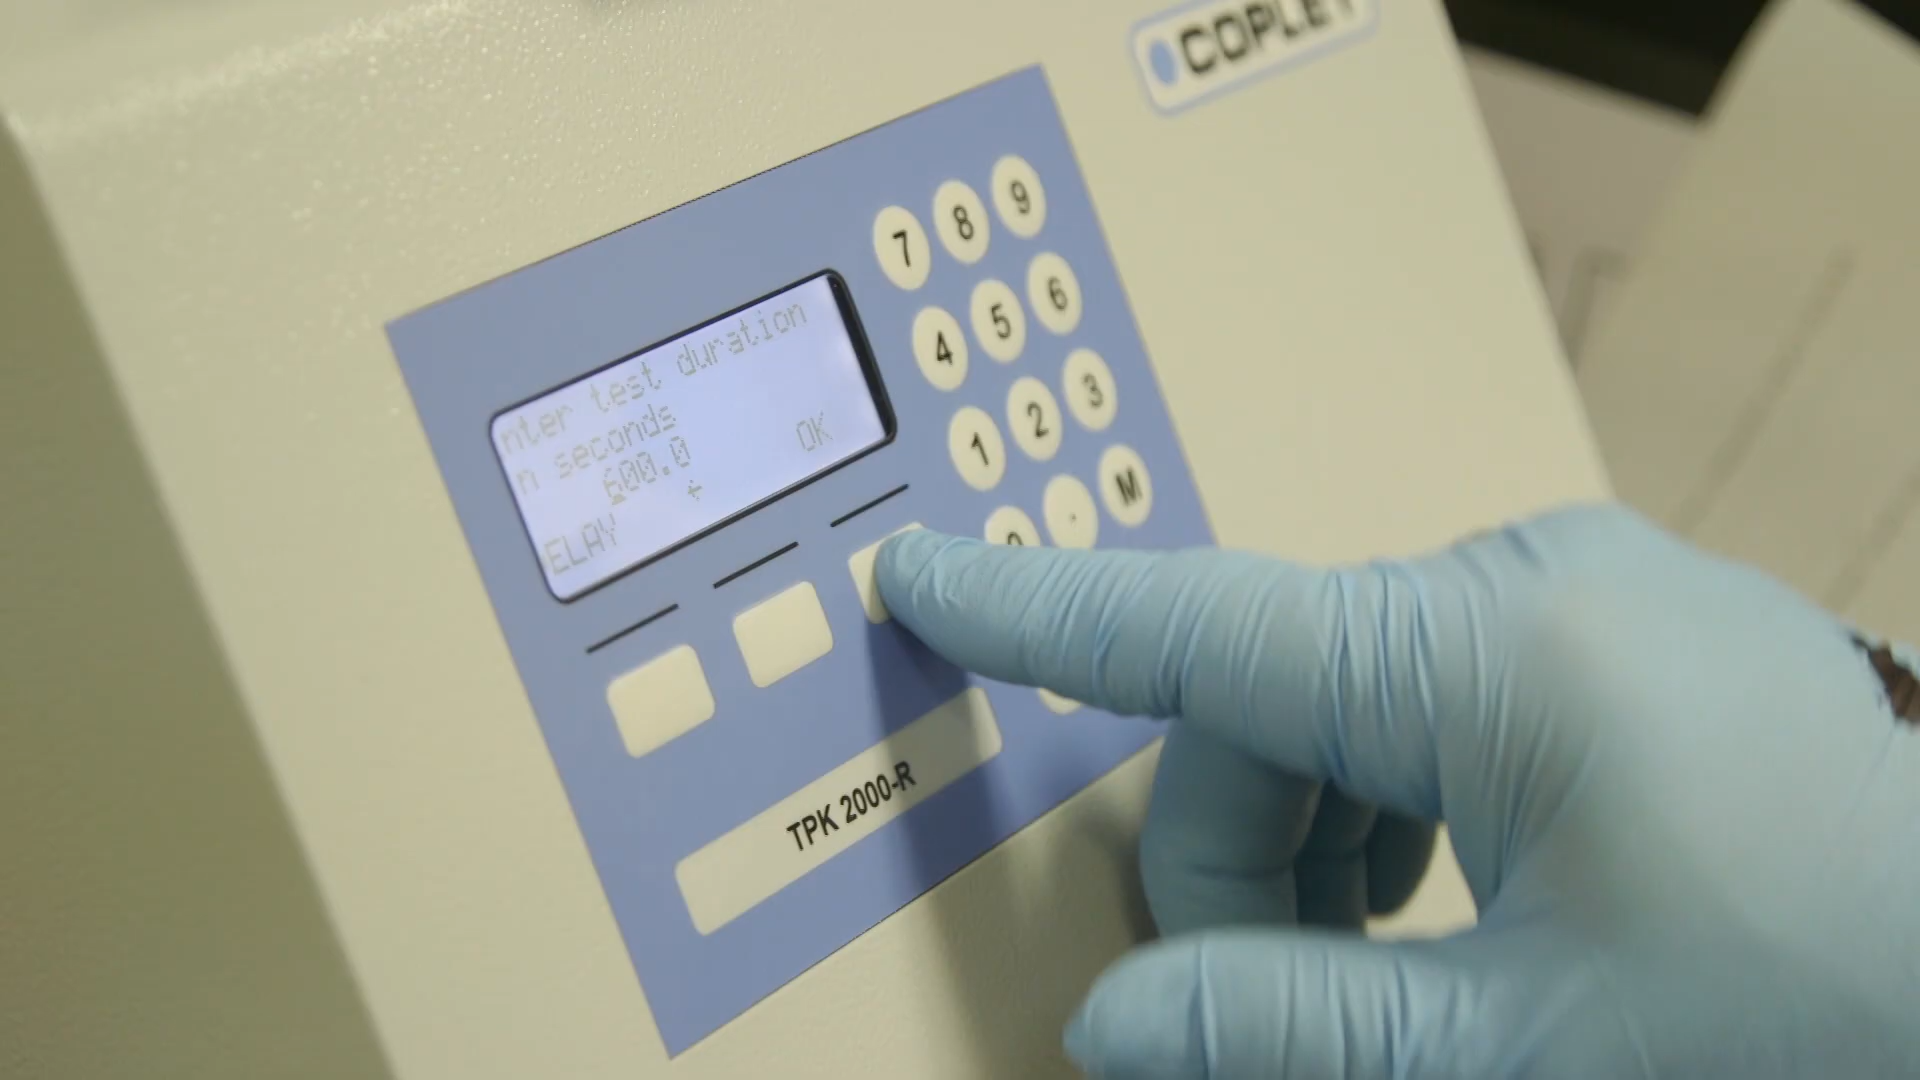 COPLEY
nter test duration
n seconds
600.0
OK
ELAY
÷
7 8 9
4 5 6
1 2 3
0 . M
TPK 2000-R